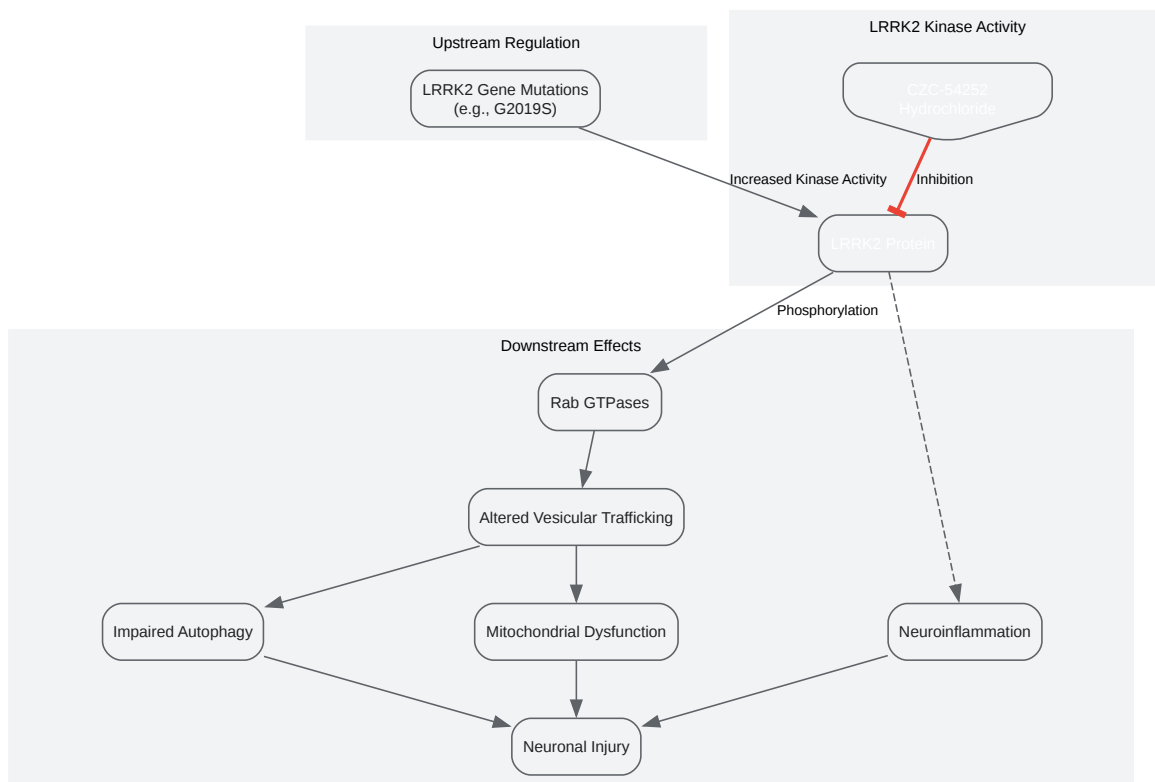 LRRK2 Kinase Activity
Upstream Regulation
LRRK2 Gene Mutations
(e.g., G2019S)
CZC-54252
Hydrochloride
Increased Kinase Activity
Inhibition
LRRK2 Protein
Phosphorylation
Downstream Effects
Rab GTPases
Altered Vesicular Trafficking
Impaired Autophagy
Mitochondrial Dysfunction
Neuroinflammation
Neuronal Injury